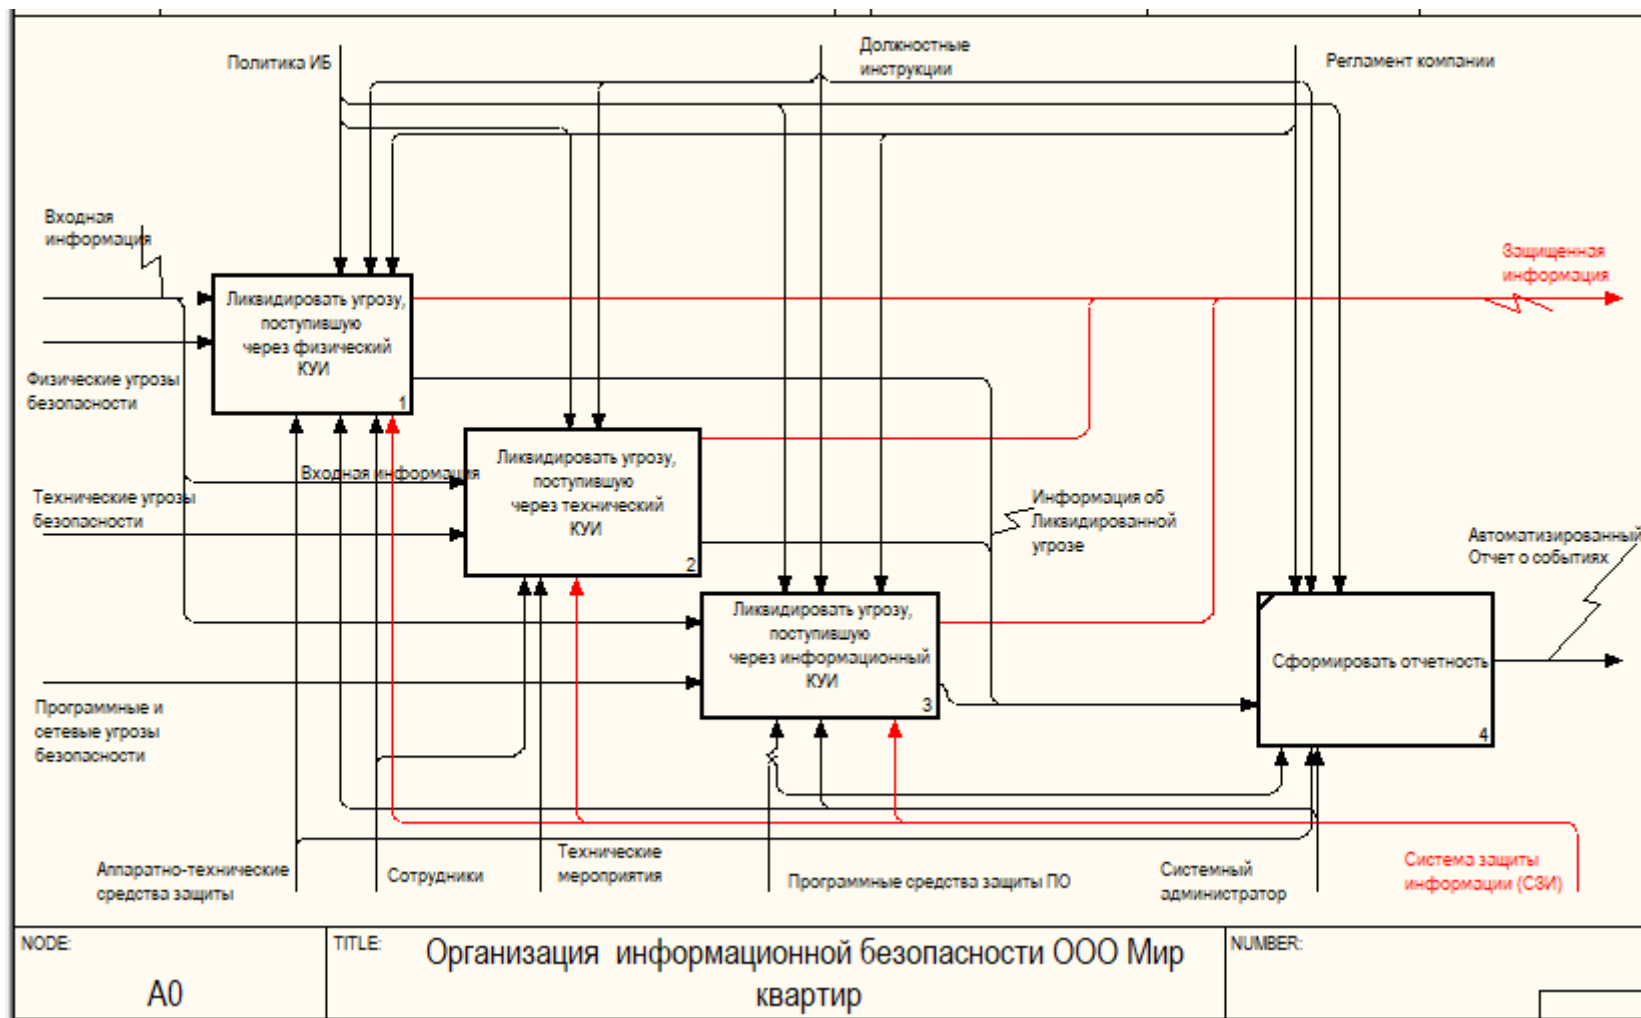 Политика ИБ
Должностные
инструкции
Регламент компании
Входная
информация
Защищенная
информация
Ликвидировать угрозу,
поступившую
через физический
КУИ
1
Физические угрозы
безопасности
Входная информация
Ликвидировать угрозу,
поступившую
через технический
КУИ
2
Технические угрозы
безопасности
Информация об
Ликвидированной
угрозе
Автоматизированный
Отчет о событиях
Ликвидировать угрозу,
поступившую
через информационный
КУИ
3
Сформировать отчетность
4
Программные и
сетевые угрозы
безопасности
Аппаратно-технические
средства защиты
Сотрудники
Технические
мероприятия
Программные средства защиты ПО
Системный
администратор
Система защиты
информации (СЗИ)
NODE:
A0
TITLE:
Организация информационной безопасности ООО Мир
квартир
NUMBER: